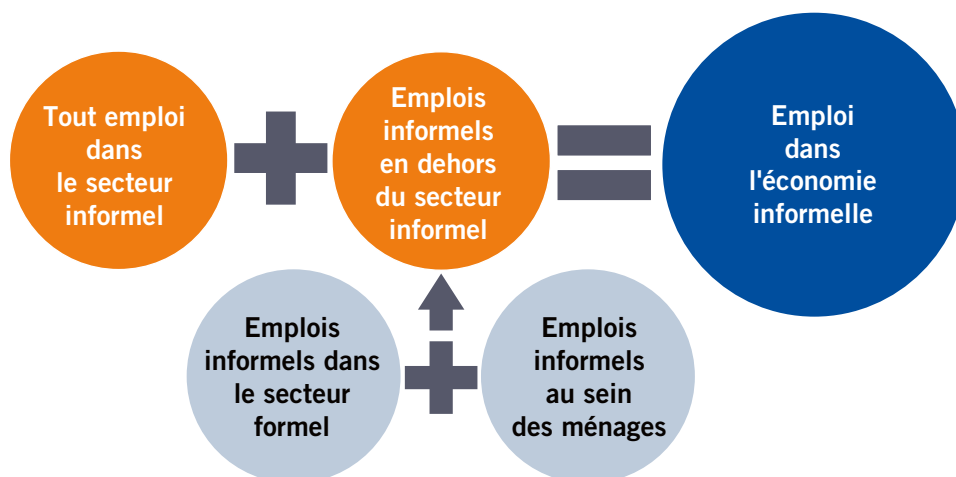 Tout emploi
dans
le secteur
informel
Emplois
informels
en dehors
du secteur
informel
Emploi
dans
l'économie
informelle
Emplois
informels dans
le secteur
formel
Emplois
informels
au sein
des ménages